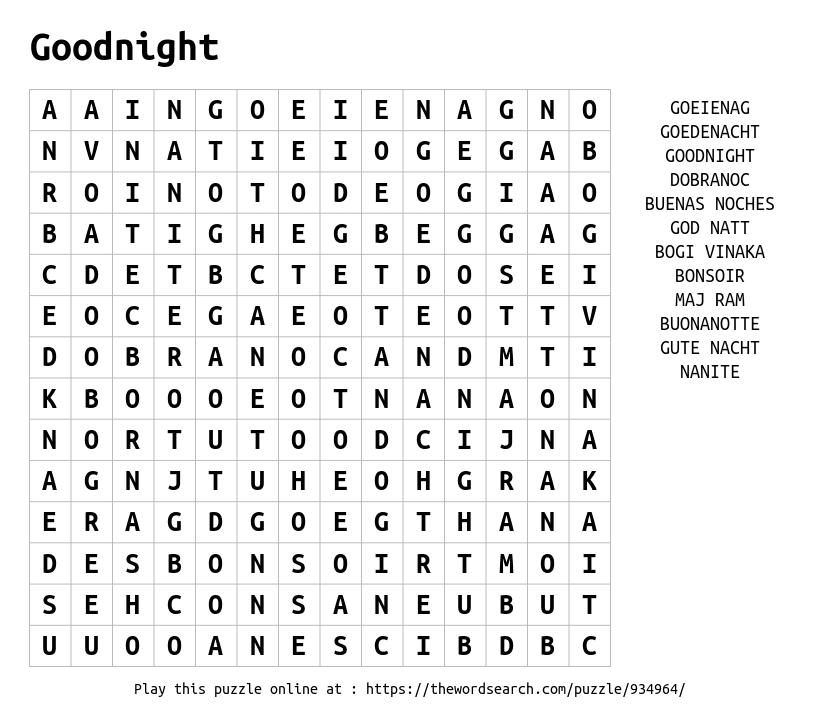 Goodnight
A A I N G O E I E N A G N O
N V N A T I E I O G E G A B
R O I N O T O D E O G I A O
B A T I G H E G B E G G A G
C D E T B C T E T D O S E I
E O C E G A E O T E O T T V
D O B R A N O C A N D M T I
K B O O O E O T N A N A O N
N O R T U T O O D C I J N A
A G N J T U H E O H G R A K
E R A G D G O E G T H A N A
D E S B O N S O I R T M O I
S E H C O N S A N E U B U T
U U O O A N E S C I B D B C
GOEIENAG
GOEDENACHT
GOODNIGHT
DOBRANOC
BUENAS NOCHES
GOD NATT
BOGI VINAKA
BONSOIR
MAJ RAM
BUONANOTTE
GUTE NACHT
NANITE
Play this puzzle online at : https://thewordsearch.com/puzzle/934964/